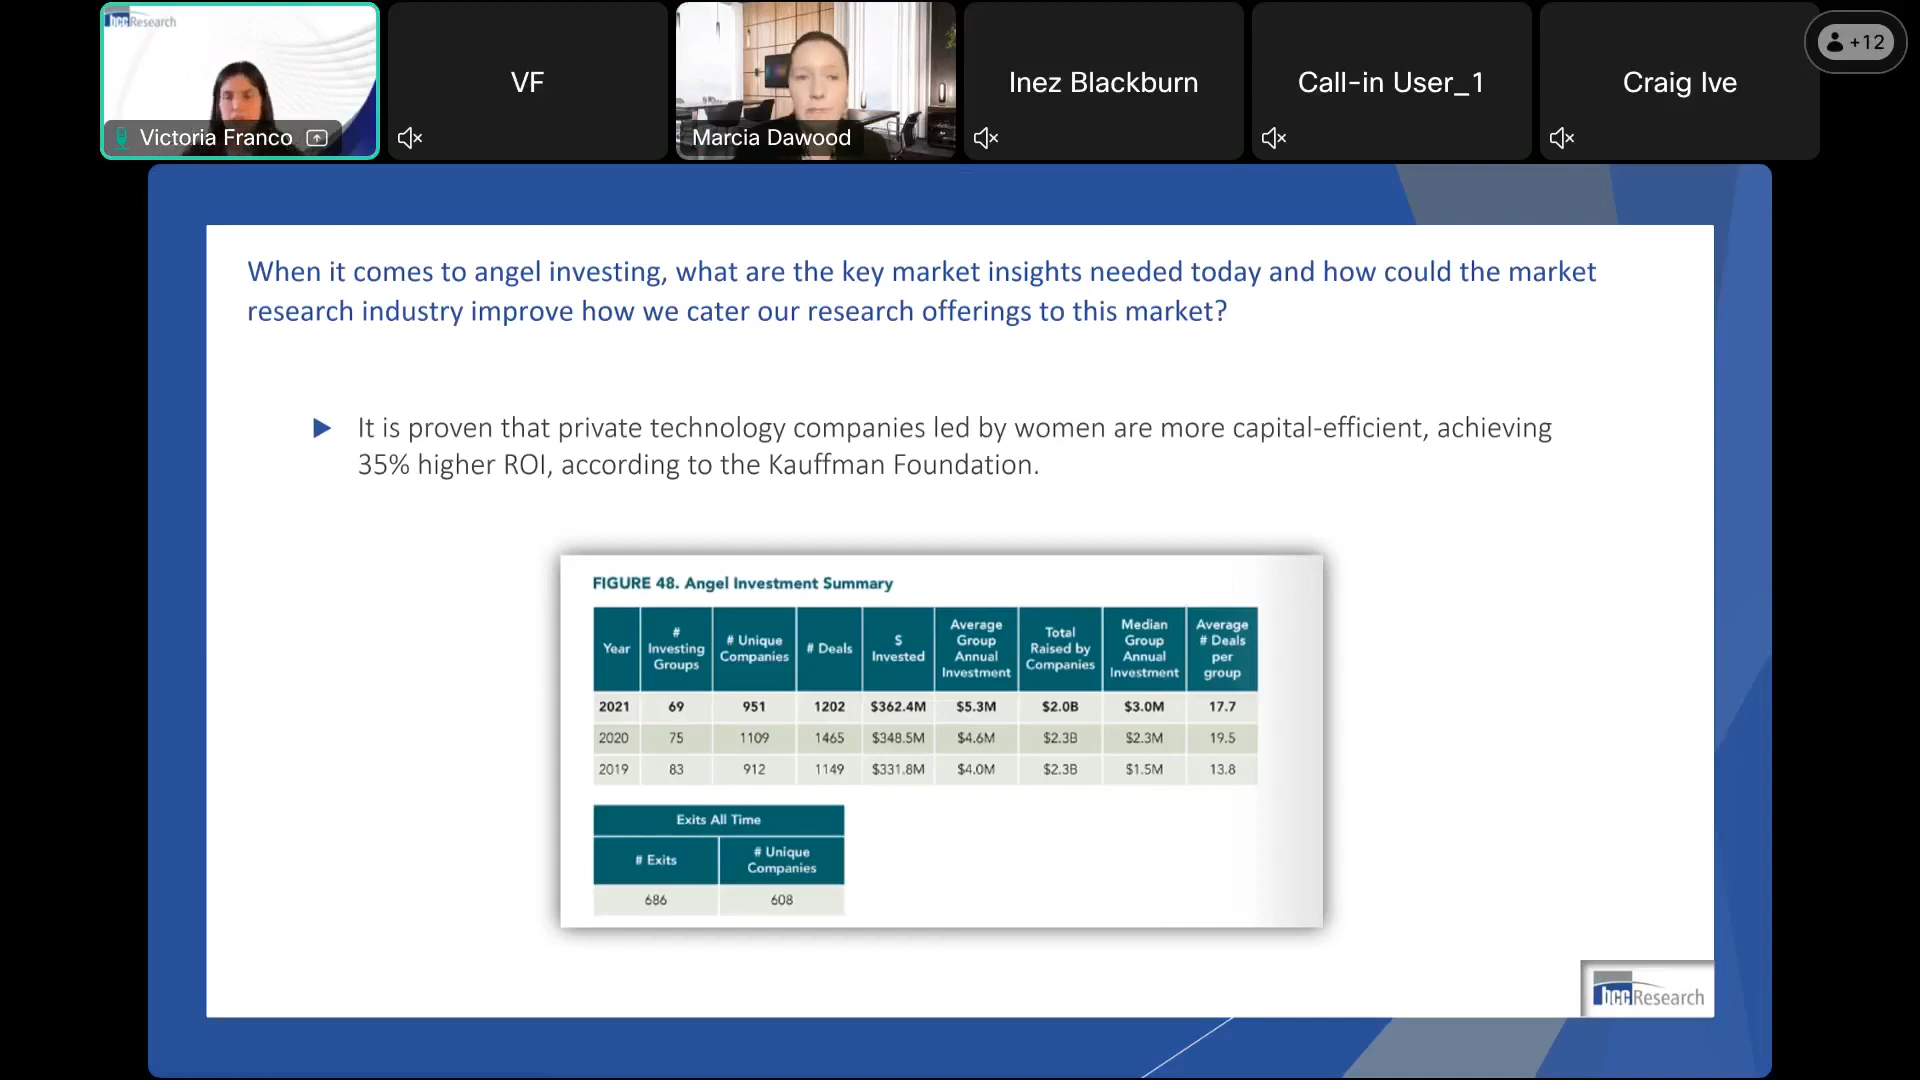 bcc Research
Victoria Franco
VF
Marcia Dawood
Inez Blackburn
Call-in User_1
Craig Ive
+12
When it comes to angel investing, what are the key market insights needed today and how could the market
research industry improve how we cater our research offerings to this market?
It is proven that private technology companies led by women are more capital-efficient, achieving
35% higher ROI, according to the Kauffman Foundation.
FIGURE 48. Angel Investment Summary
Year # Investing Groups # Unique Companies # Deals $ Invested Average Group Annual Investment Total Raised by Companies Median Group Annual Investment Average # Deals per group
2021 69 951 1202 $362.4M $5.3M $2.0B $3.0M 17.7
2020 75 1109 1465 $348.5M $4.6M $2.3B $2.3M 19.5
2019 83 912 1149 $331.8M $4.0M $2.3B $1.5M 13.8
Exits All Time
# Exits # Unique Companies
686 608
bcc Research